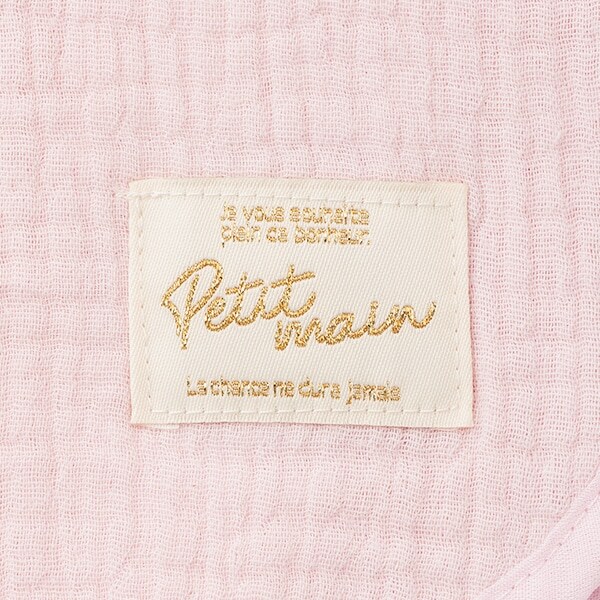 Je vous souhaite
plein de bonheur.
Petit
main
La chance ne dure jamais